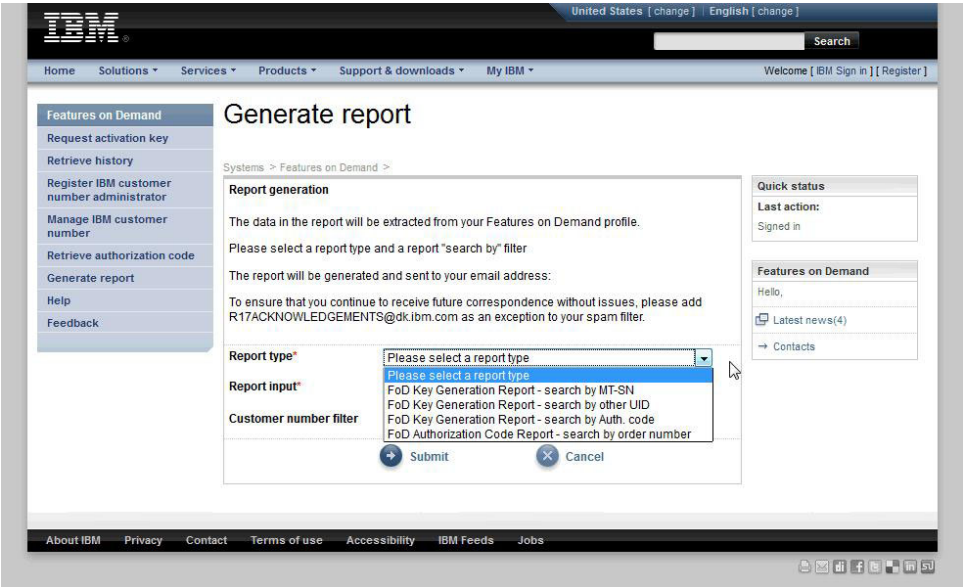 United States [ change ] | English [ change ]
IBM®
Search
Home Solutions Services Products Support & downloads My IBM Welcome [ IBM Sign in ] [ Register ]
Features on Demand
Request activation key
Retrieve history
Register IBM customer
number administrator
Manage IBM customer
number
Retrieve authorization code
Generate report
Help
Feedback
Generate report
Systems > Features on Demand >
Report generation
The data in the report will be extracted from your Features on Demand profile.
Please select a report type and a report "search by" filter
The report will be generated and sent to your email address:
To ensure that you continue to receive future correspondence without issues, please add
R17ACKNOWLEDGEMENTS@dk.ibm.com as an exception to your spam filter.
Report type* Please select a report type
Please select a report type
Report input* FoD Key Generation Report - search by MT-SN
FoD Key Generation Report - search by other UID
Customer number filter FoD Key Generation Report - search by Auth. code
FoD Authorization Code Report - search by order number
Submit Cancel
Quick status
Last action:
Signed in
Features on Demand
Hello,
Latest news(4)
→ Contacts
About IBM Privacy Contact Terms of use Accessibility IBM Feeds Jobs